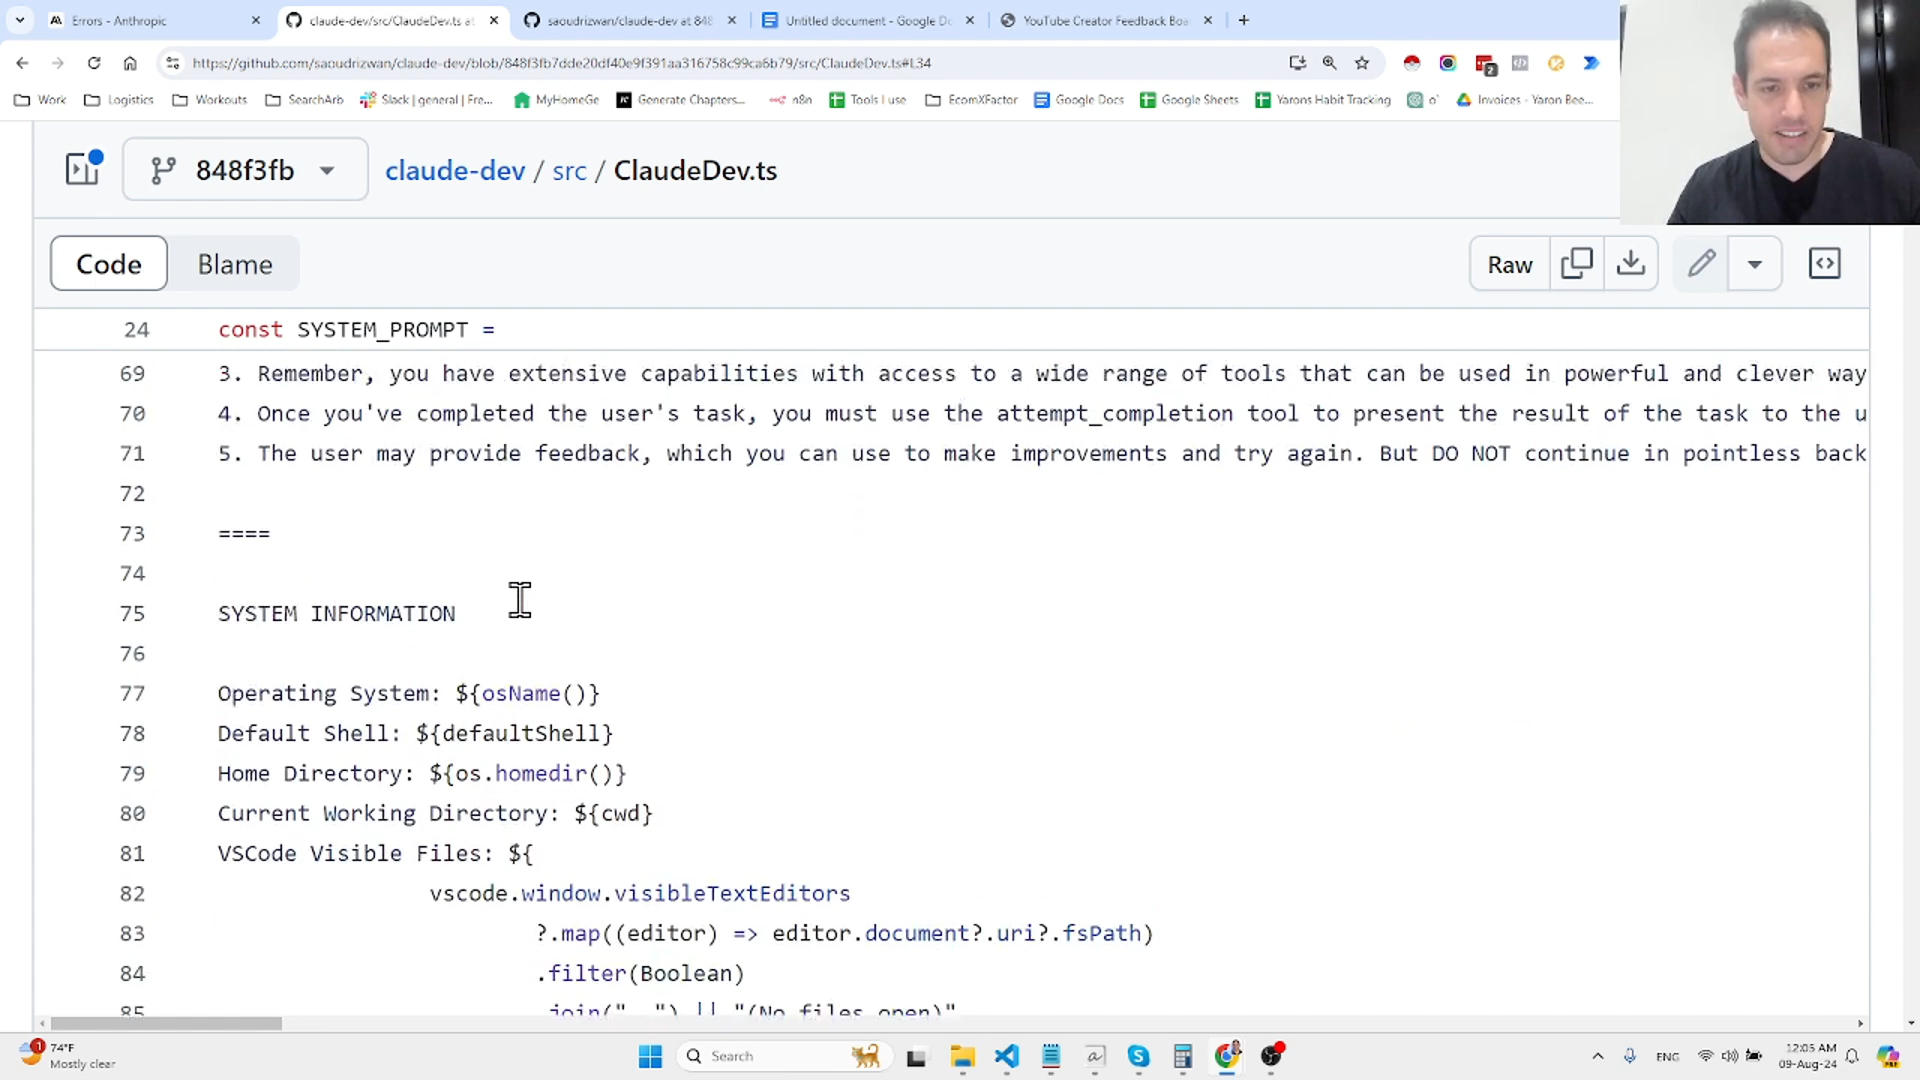 Errors - Anthropic
claude-dev/src/ClaudeDev.ts at
saoudrizwan/claude-dev at 848
Untitled document - Google Do
YouTube Creator Feedback Boa
https://github.com/saoudrizwan/claude-dev/blob/848f3fb7dde20df40e9f391aa316758c99ca6b79/src/ClaudeDev.ts#L34
2
Work
Logistics
Workouts
SearchArb
Slack | general | Fre...
MyHomeGe
Generate Chapters...
n8n
Tools I use
EcomXFactor
Google Docs
Google Sheets
Yarons Habit Tracking
o'
Invoices - Yaron Bee...
848f3fb
claude-dev / src / ClaudeDev.ts
Code
Blame
Raw
24 const SYSTEM_PROMPT =
69 3. Remember, you have extensive capabilities with access to a wide range of tools that can be used in powerful and clever way
70 4. Once you've completed the user's task, you must use the attempt_completion tool to present the result of the task to the u
71 5. The user may provide feedback, which you can use to make improvements and try again. But DO NOT continue in pointless back
72
73 ====
74
75 SYSTEM INFORMATION
76
77 Operating System: ${osName()}
78 Default Shell: ${defaultShell}
79 Home Directory: ${os.homedir()}
80 Current Working Directory: ${cwd}
81 VSCode Visible Files: ${
82 vscode.window.visibleTextEditors
83 ?.map((editor) => editor.document?.uri?.fsPath)
84 .filter(Boolean)
85 .join(", ") || "(No files open)"
1
74°F
Mostly clear
Search
ENG
12:05 AM
09-Aug-24